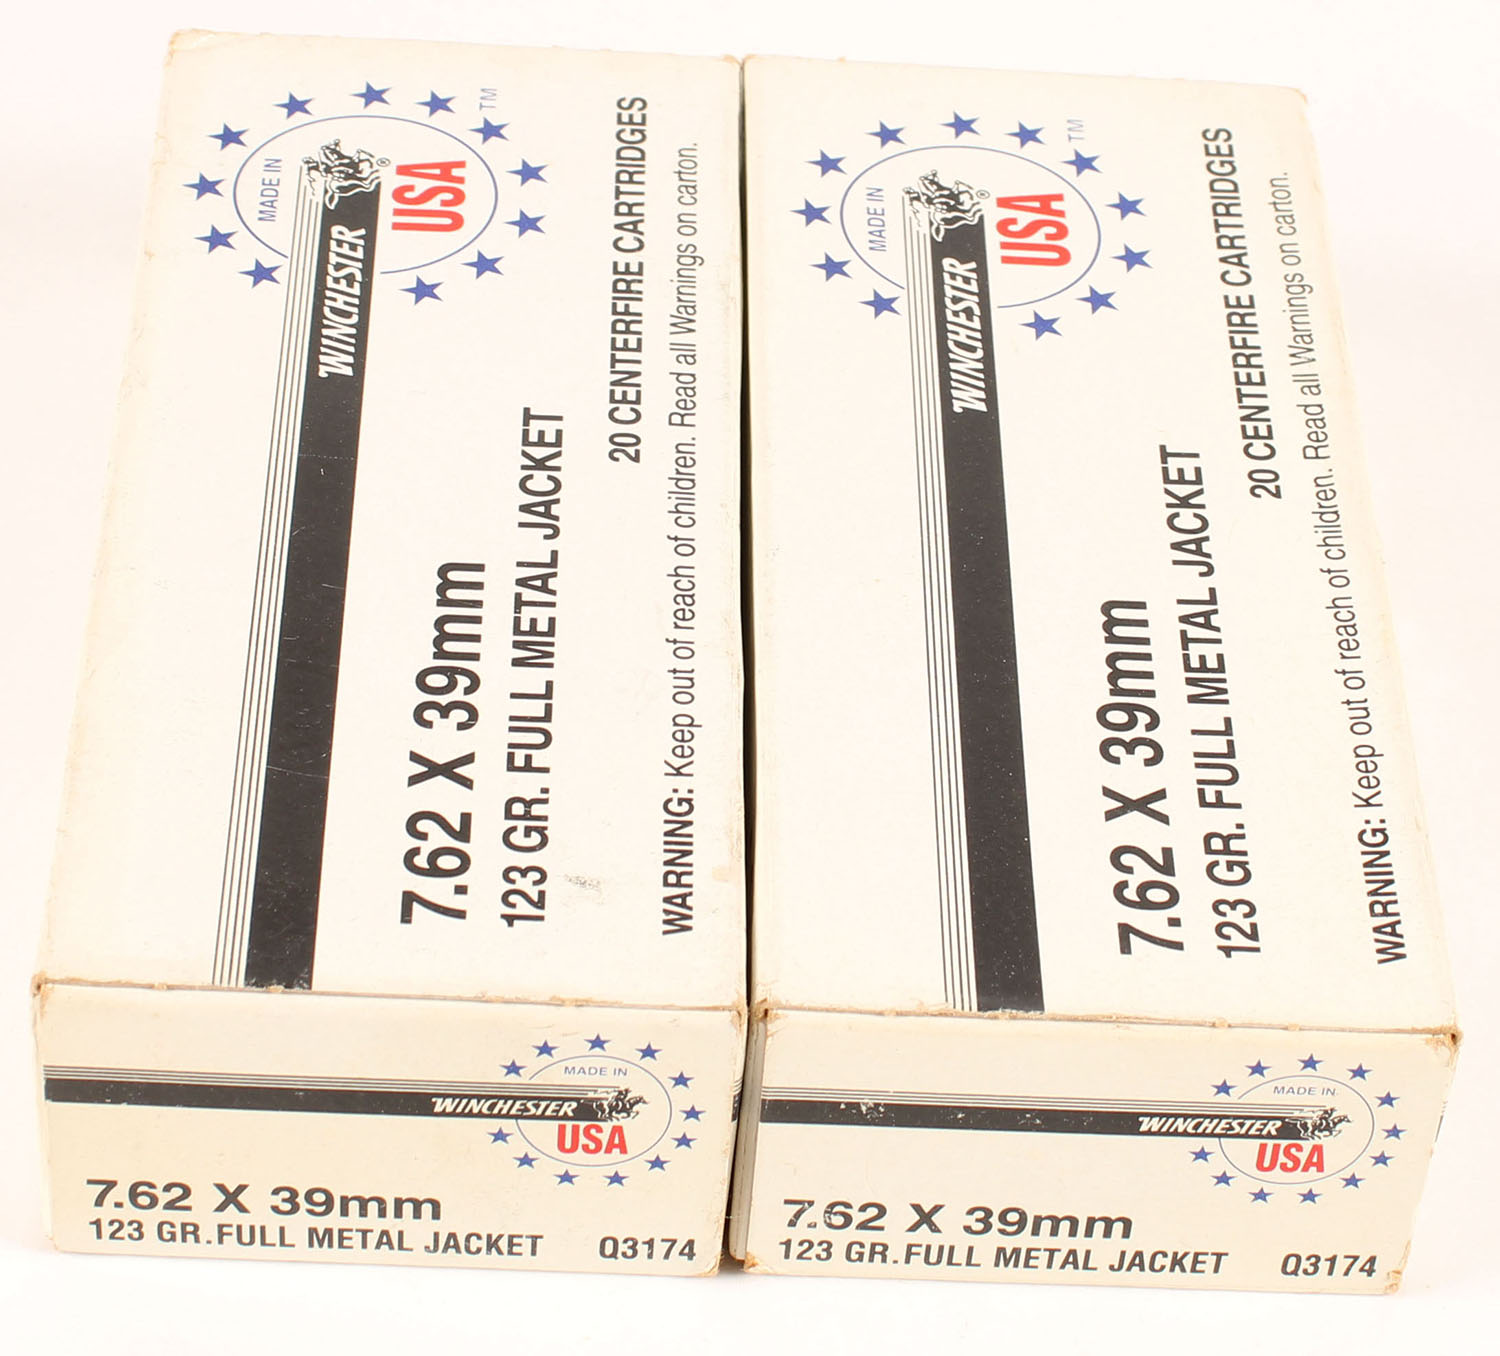 MADE IN
WINCHESTER®
USA™
7.62 X 39mm
123 GR. FULL METAL JACKET
20 CENTERFIRE CARTRIDGES
WARNING: Keep out of reach of children. Read all Warnings on carton.
MADE IN
WINCHESTER
USA
7.62 X 39mm
123 GR. FULL METAL JACKET Q3174
MADE IN
WINCHESTER®
USA™
7.62 X 39mm
123 GR. FULL METAL JACKET
20 CENTERFIRE CARTRIDGES
WARNING: Keep out of reach of children. Read all Warnings on carton.
MADE IN
WINCHESTER
USA
7.62 X 39mm
123 GR. FULL METAL JACKET Q3174